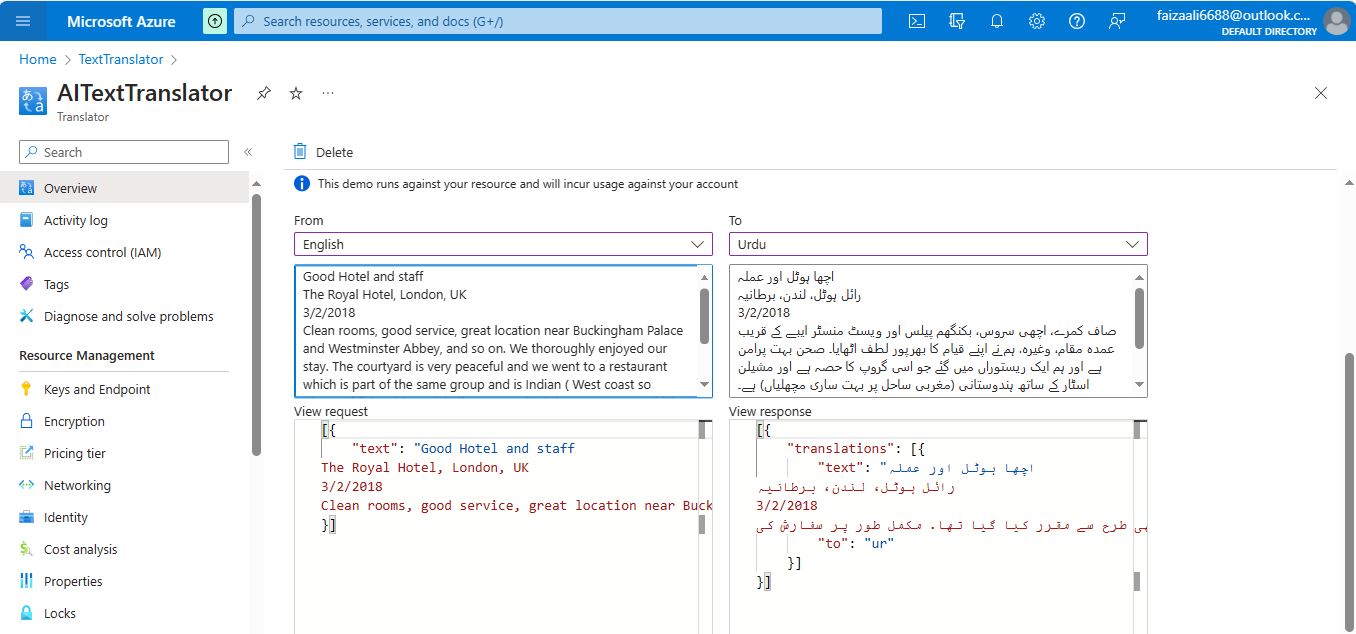 Microsoft Azure
Search resources, services, and docs (G+/)
faizaali6688@outlook.c...
DEFAULT DIRECTORY
Home > TextTranslator >
AITextTranslator
Translator
Search
Overview
Activity log
Access control (IAM)
Tags
Diagnose and solve problems
Resource Management
Keys and Endpoint
Encryption
Pricing tier
Networking
Identity
Cost analysis
Properties
Locks
Delete
This demo runs against your resource and will incur usage against your account
From
English
Good Hotel and staff
The Royal Hotel, London, UK
3/2/2018
Clean rooms, good service, great location near Buckingham Palace
and Westminster Abbey, and so on. We thoroughly enjoyed our
stay. The courtyard is very peaceful and we went to a restaurant
which is part of the same group and is Indian ( West coast so
To
Urdu
اچھا ہوٹل اور عملہ
رائل ہوٹل، لندن، برطانیہ
3/2/2018
صاف کمرے، اچھی سروس، بکنگھم پیلس اور ویسٹ منسٹر ایبے کے قریب
عمدہ مقام، وغیرہ. ہم نے اپنے قیام کا بھرپور لطف اٹھایا. صحن بہت پرامن
ہے اور ہم ایک ریستوراں میں گئے جو اسی گروپ کا حصہ ہے اور مشیلن
اسٹار کے ساتھ ہندوستانی (مغربی ساحل پر بہت ساری مچھلیاں) ہے۔
View request
[{
"text": "Good Hotel and staff
The Royal Hotel, London, UK
3/2/2018
Clean rooms, good service, great location near Buck
}]
View response
[{
"translations": [{
"text": "اچھا ہوٹل اور عملہ
رائل ہوٹل، لندن، برطانیہ
3/2/2018
ہی طرح سے مقرر کیا گیا تھا. مکمل طور پر سفارش کی
"to": "ur"
}]
}]